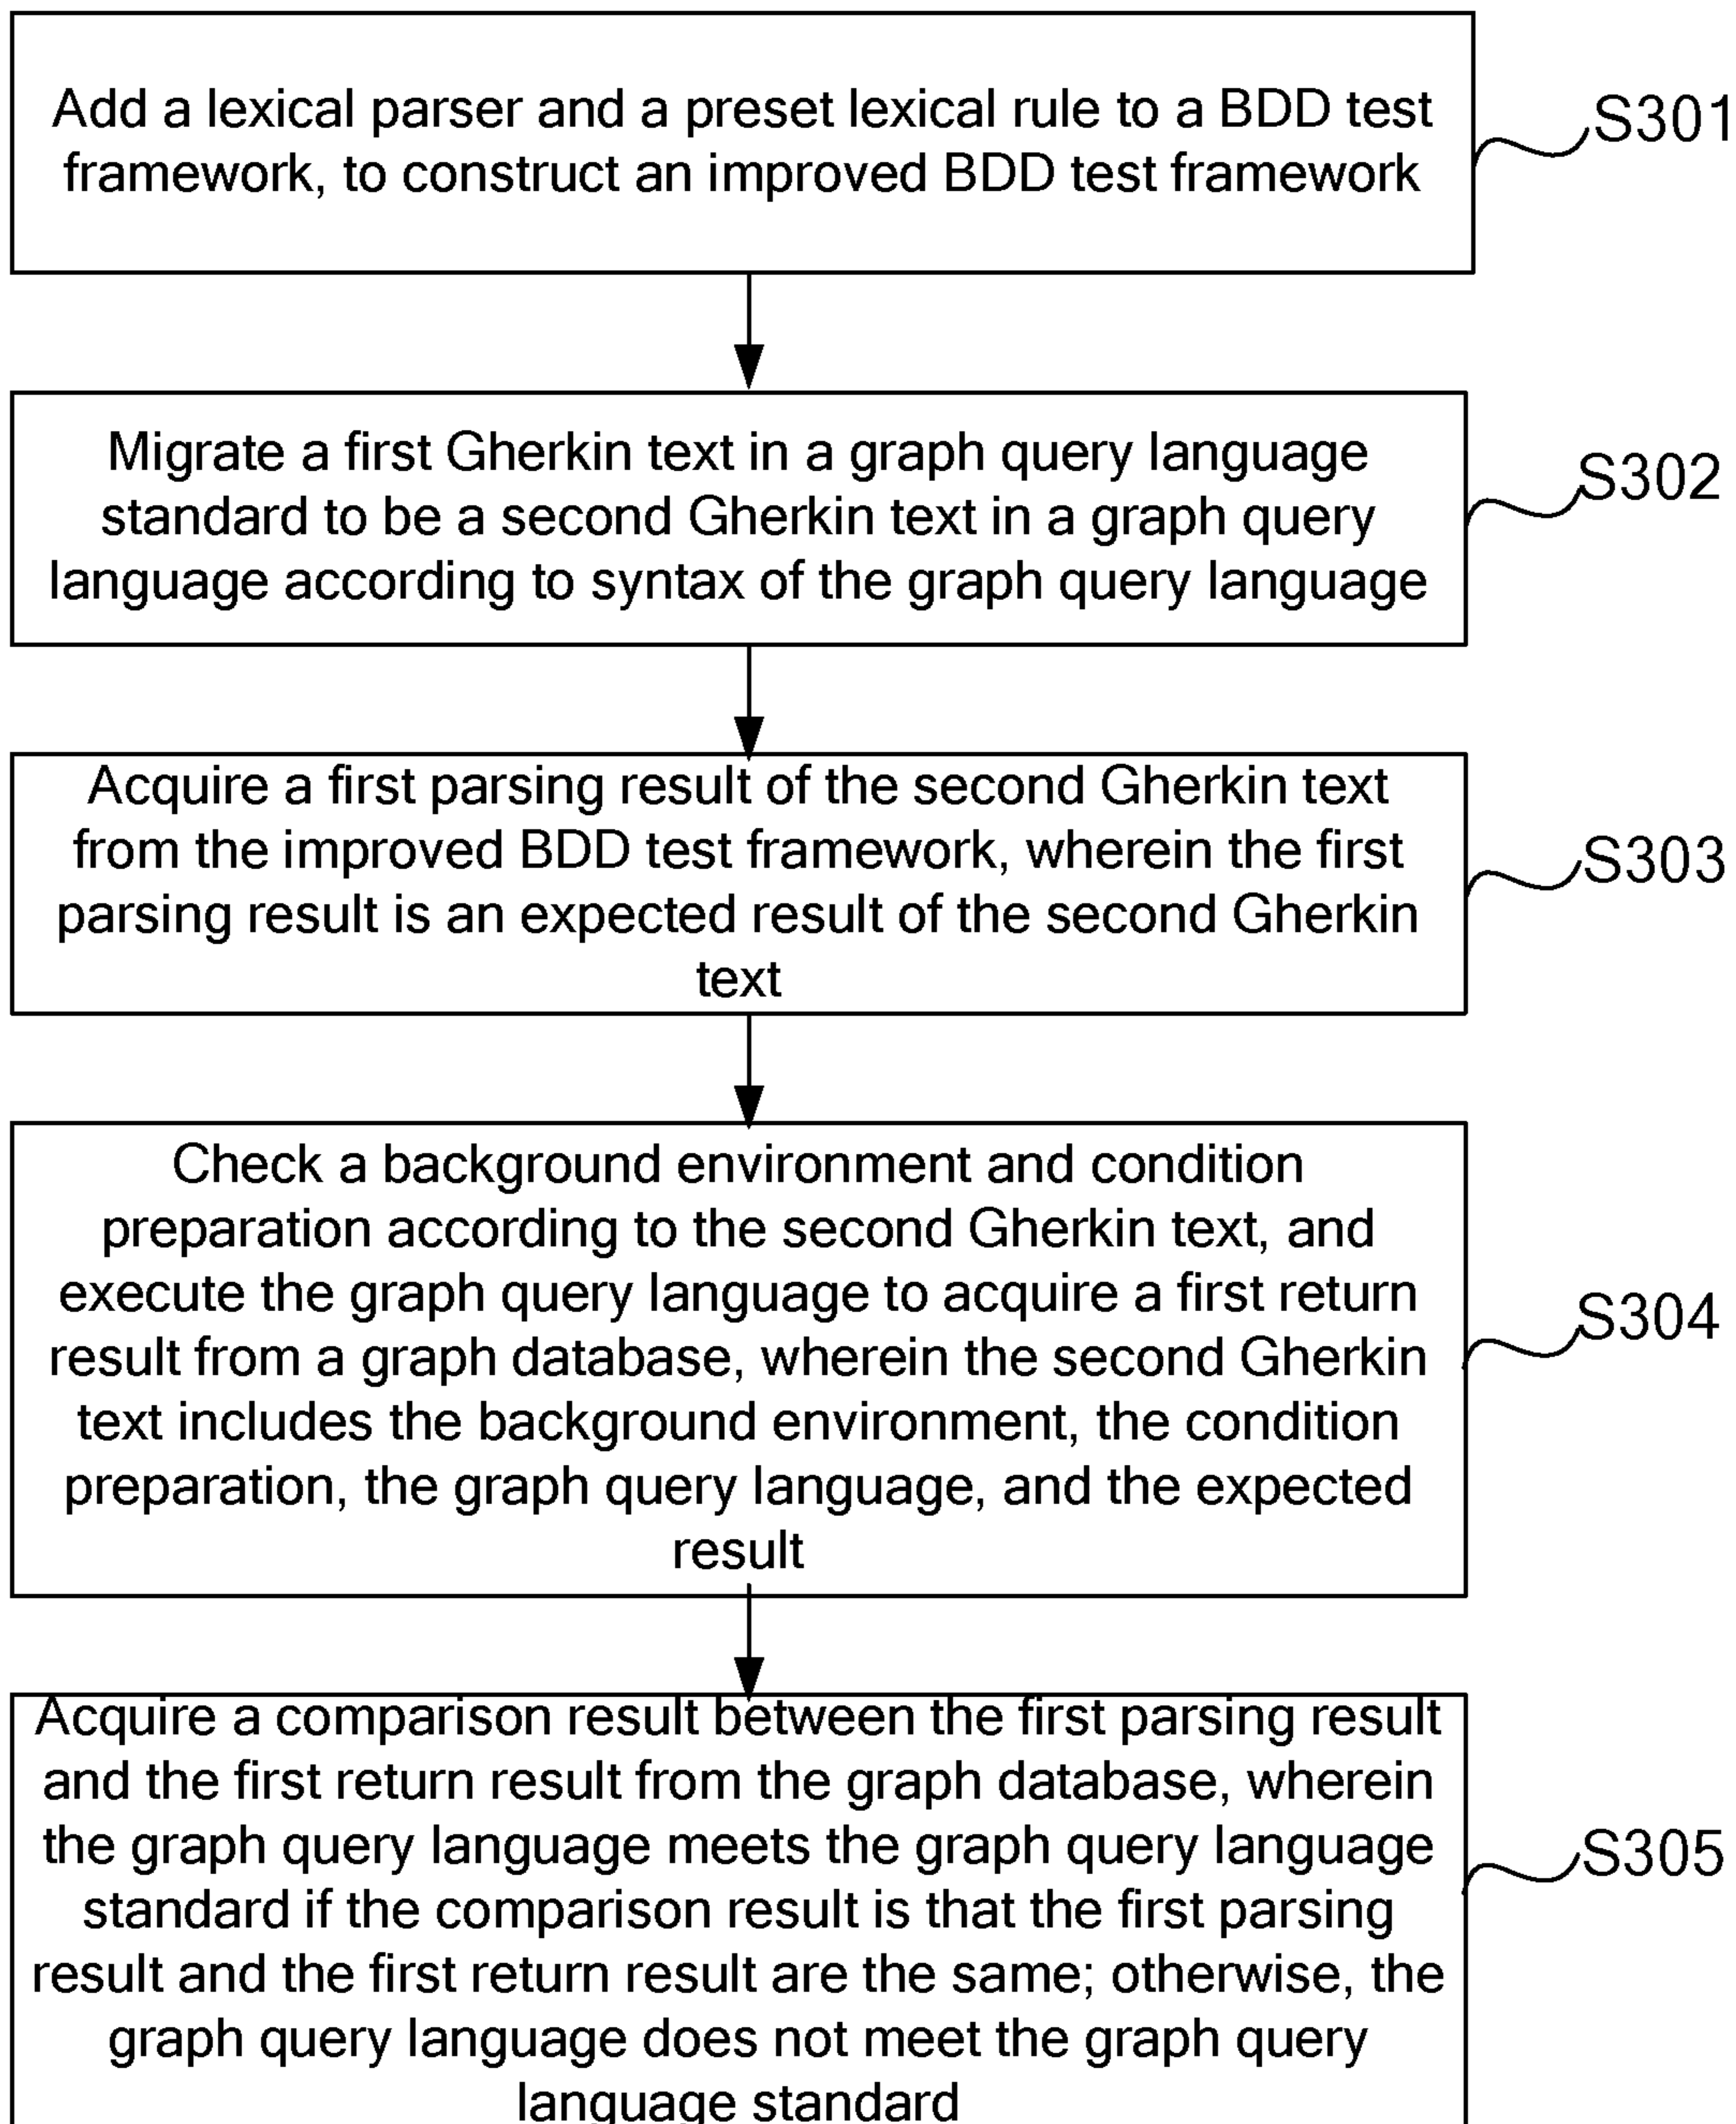 Add a lexical parser and a preset lexical rule to a BDD test
framework, to construct an improved BDD test framework
S301
Migrate a first Gherkin text in a graph query language
standard to be a second Gherkin text in a graph query
language according to syntax of the graph query language
S302
Acquire a first parsing result of the second Gherkin text
from the improved BDD test framework, wherein the first
parsing result is an expected result of the second Gherkin
text
S303
Check a background environment and condition
preparation according to the second Gherkin text, and
execute the graph query language to acquire a first return
result from a graph database, wherein the second Gherkin
text includes the background environment, the condition
preparation, the graph query language, and the expected
result
S304
Acquire a comparison result between the first parsing result
and the first return result from the graph database, wherein
the graph query language meets the graph query language
standard if the comparison result is that the first parsing
result and the first return result are the same; otherwise, the
graph query language does not meet the graph query
language standard
S305